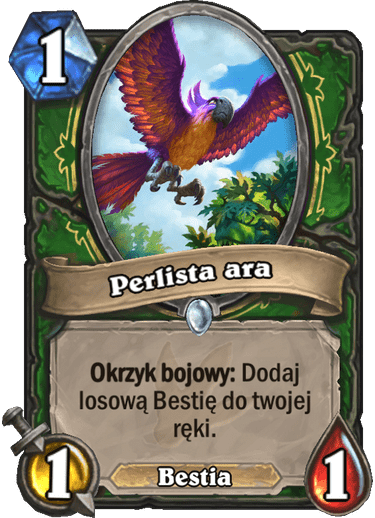 1
Perlista ara
Okrzyk bojowy: Dodaj
losową Bestię do twojej
ręki.
1
Bestia
1